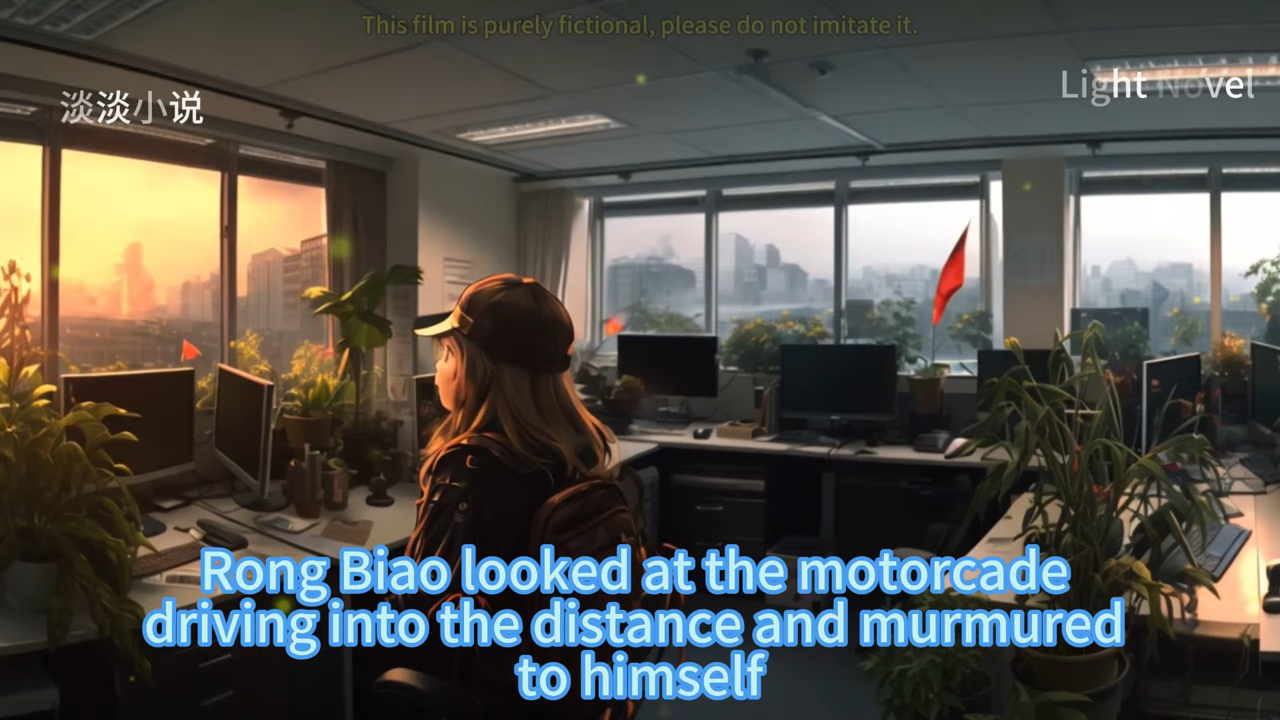 This film is purely fictional, please do not imitate it.
淡淡小说
Light Novel
Rong Biao looked at the motorcade
driving into the distance and murmured
to himself